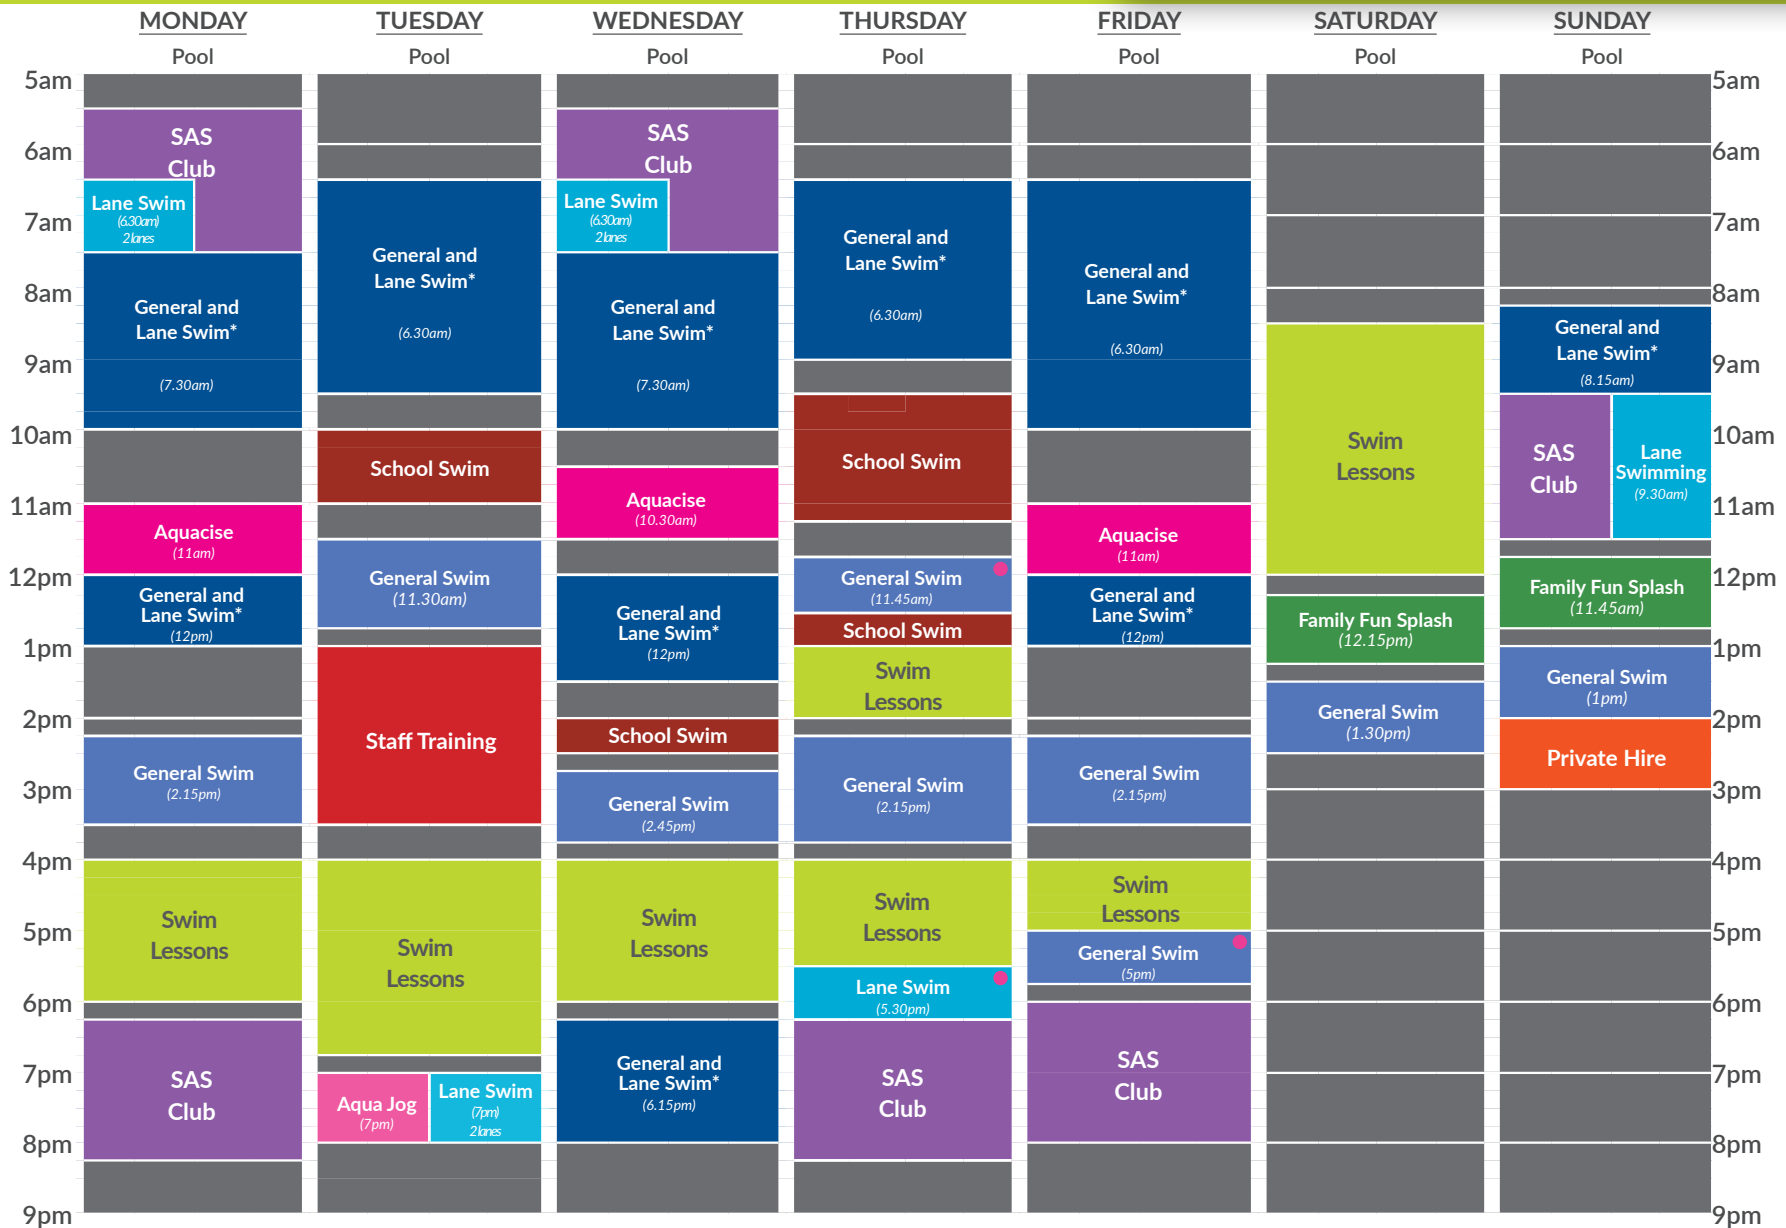 MONDAY
TUESDAY
WEDNESDAY
THURSDAY
FRIDAY
SATURDAY
SUNDAY
Pool
Pool
Pool
Pool
Pool
Pool
Pool
5am
6am
7am
8am
9am
10am
11am
12pm
1pm
2pm
3pm
4pm
5pm
6pm
7pm
8pm
9pm
SAS
Club
Lane Swim
(6.30am)
2 lanes
General and
Lane Swim*
(7.30am)
Aquacise
(11am)
General and
Lane Swim*
(12pm)
General Swim
(2.15pm)
Swim
Lessons
SAS
Club
General and
Lane Swim*
(6.30am)
School Swim
General Swim
(11.30am)
Staff Training
Swim
Lessons
Aqua Jog
(7pm)
Lane Swim
(7pm)
2 lanes
SAS
Club
Lane Swim
(6.30am)
2 lanes
General and
Lane Swim*
(7.30am)
Aquacise
(10.30am)
General and
Lane Swim*
(12pm)
School Swim
General Swim
(2.45pm)
Swim
Lessons
General and
Lane Swim*
(6.15pm)
General and
Lane Swim*
(6.30am)
School Swim
General Swim
(11.45am)
School Swim
Swim
Lessons
General Swim
(2.15pm)
Swim
Lessons
Lane Swim
(5.30pm)
SAS
Club
General and
Lane Swim*
(6.30am)
Aquacise
(11am)
General and
Lane Swim*
(12pm)
General Swim
(2.15pm)
Swim
Lessons
General Swim
(5pm)
SAS
Club
Swim
Lessons
Family Fun Splash
(12.15pm)
General Swim
(1.30pm)
General and
Lane Swim*
(8.15am)
SAS
Club
Lane
Swimming
(9.30am)
Family Fun Splash
(11.45am)
General Swim
(1pm)
Private Hire
5am
6am
7am
8am
9am
10am
11am
12pm
1pm
2pm
3pm
4pm
5pm
6pm
7pm
8pm
9pm